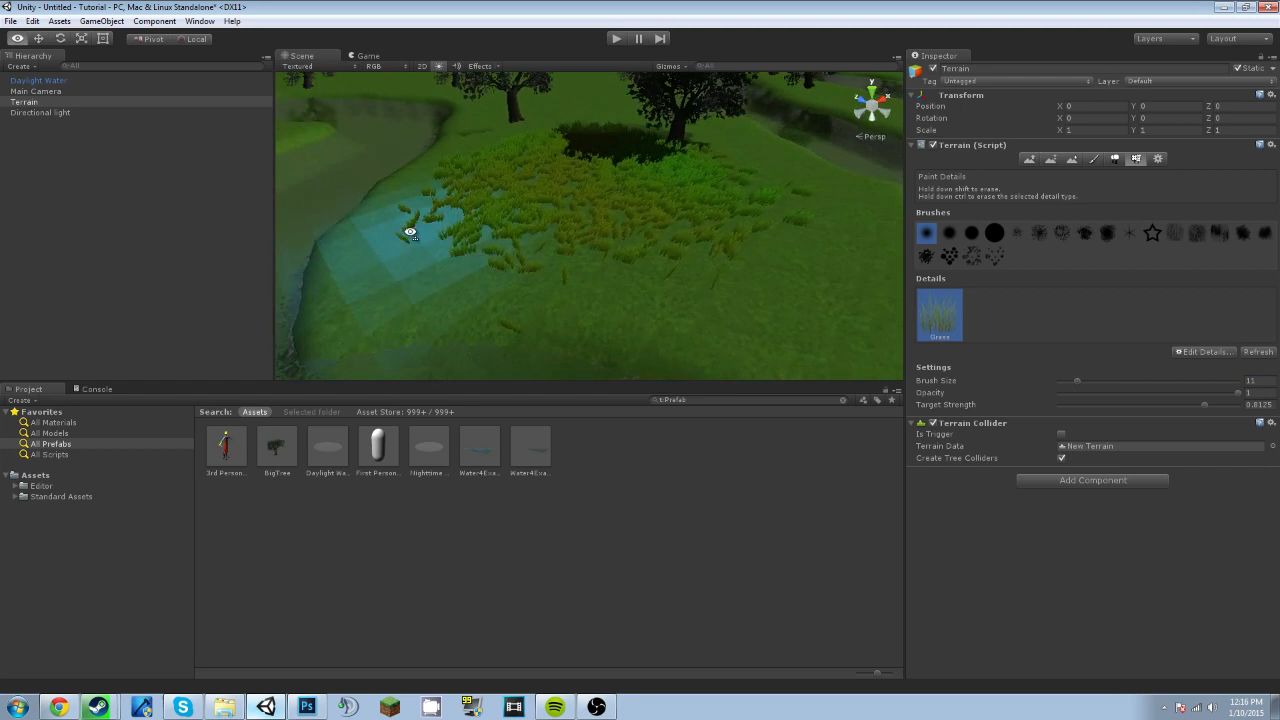 Unity - Untitled - Tutorial - PC, Mac & Linux Standalone* <DX11>
File Edit Assets GameObject Component Window Help
Pivot Local Layers Layout
Hierarchy
Create All
Daylight Water
Main Camera
Terrain
Directional light
Scene Game
Textured RGB 2D Effects Gizmos All
y
x
z
Persp
Inspector
Terrain Static
Tag Untagged Layer Default
Transform
Position X 0 Y 0 Z 0
Rotation X 0 Y 0 Z 0
Scale X 1 Y 1 Z 1
Terrain (Script)
Paint Details
Hold down shift to erase.
Hold down ctrl to erase the selected detail type.
Brushes
Details
Grass
Edit Details... Refresh
Settings
Brush Size 11
Opacity 1
Target Strength 0.8125
Terrain Collider
Is Trigger
Terrain Data New Terrain
Create Tree Colliders
Add Component
Project Console
Create t:Prefab
Favorites
All Materials
All Models
All Prefabs
All Scripts
Assets
Editor
Standard Assets
Search: Assets Selected folder Asset Store: 999+ / 999+
3rd Person... BigTree Daylight Wa... First Person... Nighttime ... Water4Exa... Water4Exa...
99
12:16 PM
1/10/2015